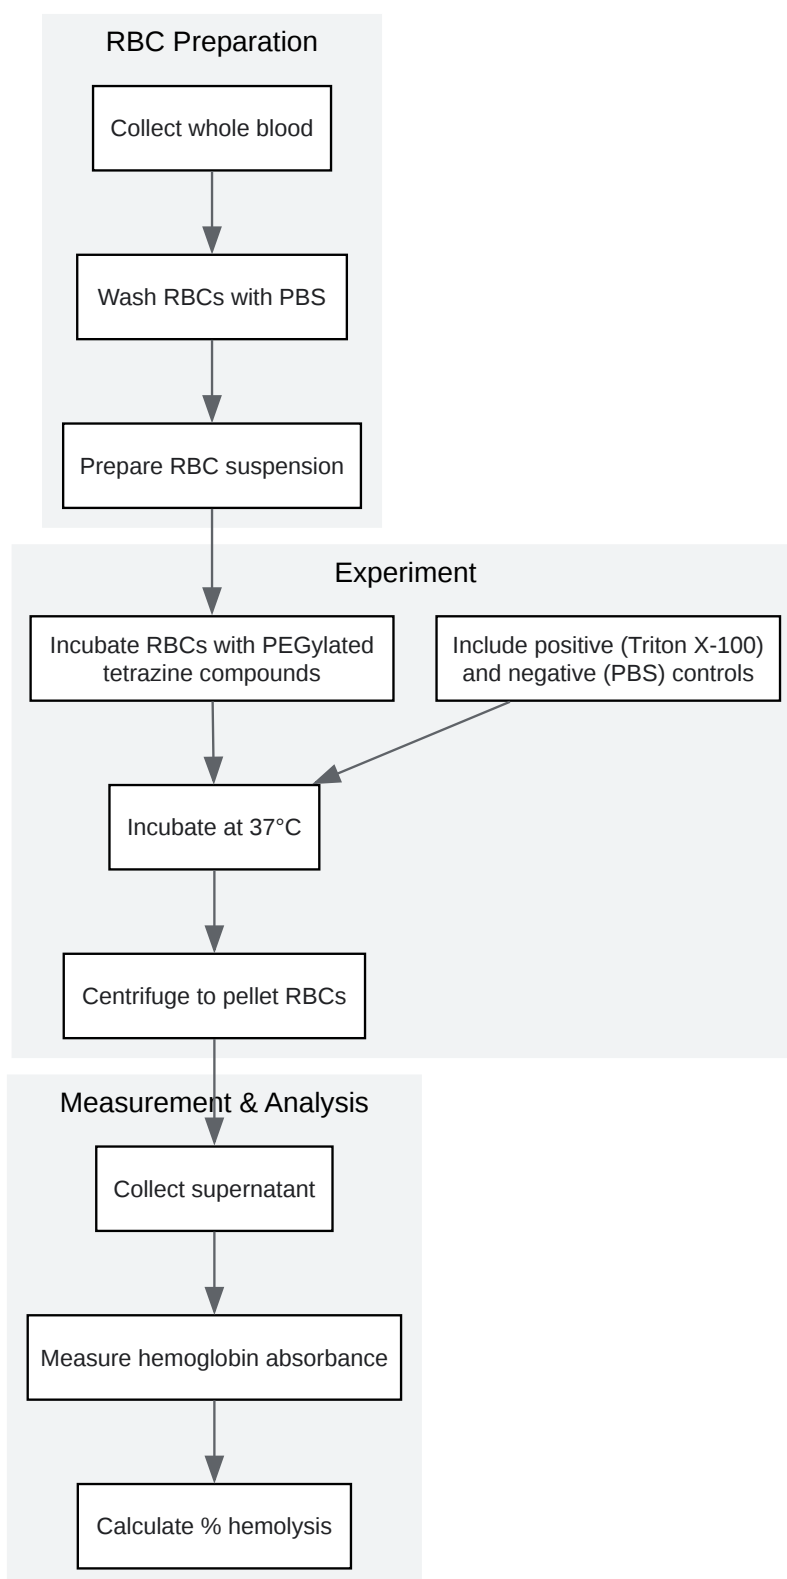 RBC Preparation
Collect whole blood
Wash RBCs with PBS
Prepare RBC suspension
Experiment
Incubate RBCs with PEGylated
tetrazine compounds
Include positive (Triton X-100)
and negative (PBS) controls
Incubate at 37°C
Centrifuge to pellet RBCs
Measurement & Analysis
Collect supernatant
Measure hemoglobin absorbance
Calculate % hemolysis